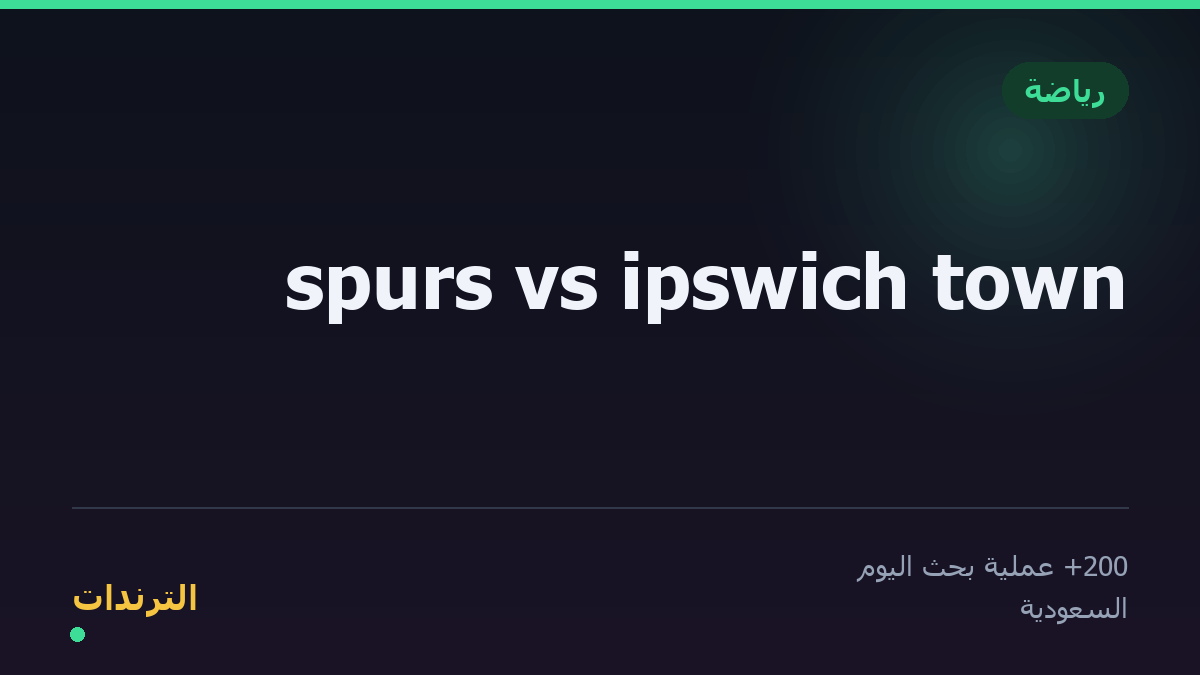 رياضة
spurs vs ipswich town
+200 عملية بحث اليوم
السعودية
الترندات